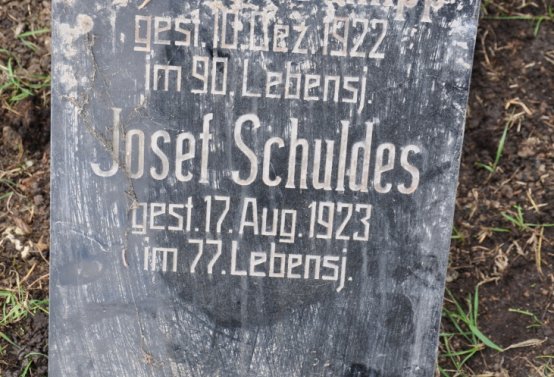 gest 10.Dez.1922
im 90.Lebensj.
Josef Schuldes
gest.17.Aug.1923
im 77.Lebensj.